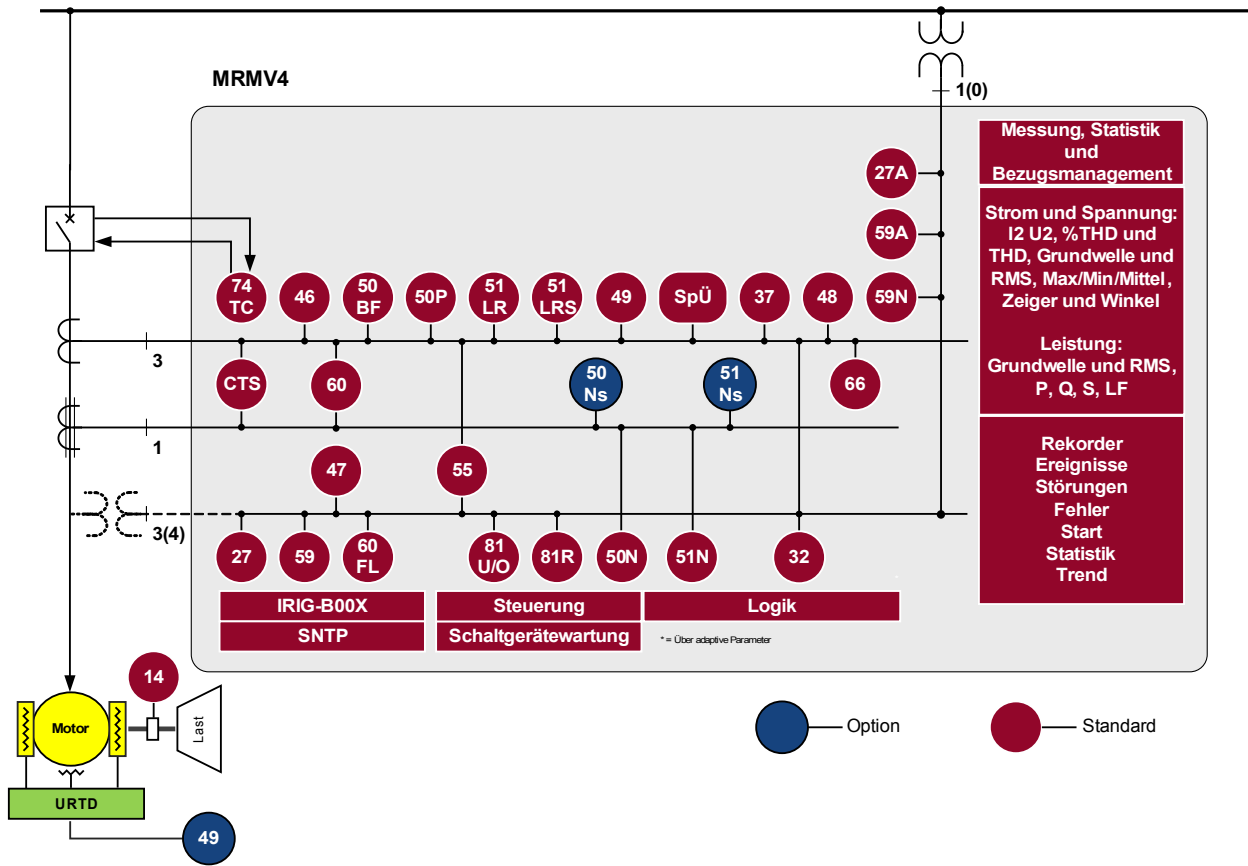 MRMV4
1(0)
Messung, Statistik
und
Bezugsmanagement
27A
Strom und Spannung:
I2 U2, %THD und
THD, Grundwelle und
RMS, Max/Min/Mittel,
Zeiger und Winkel
Leistung:
Grundwelle und RMS,
P, Q, S, LF
59A
74
TC
46
50
BF
50P
51
LR
51
LRS
49
SpÜ
37
48
59N
3
CTS
60
50
Ns
51
Ns
66
1
47
55
Rekorder
Ereignisse
Störungen
Fehler
Start
Statistik
Trend
3(4)
27
59
60
FL
81
U/O
81R
50N
51N
32
IRIG-B00X
Steuerung
Logik
SNTP
Schaltgerätewartung
* = Über adaptive Parameter
14
Motor
Last
Option
Standard
URTD
49